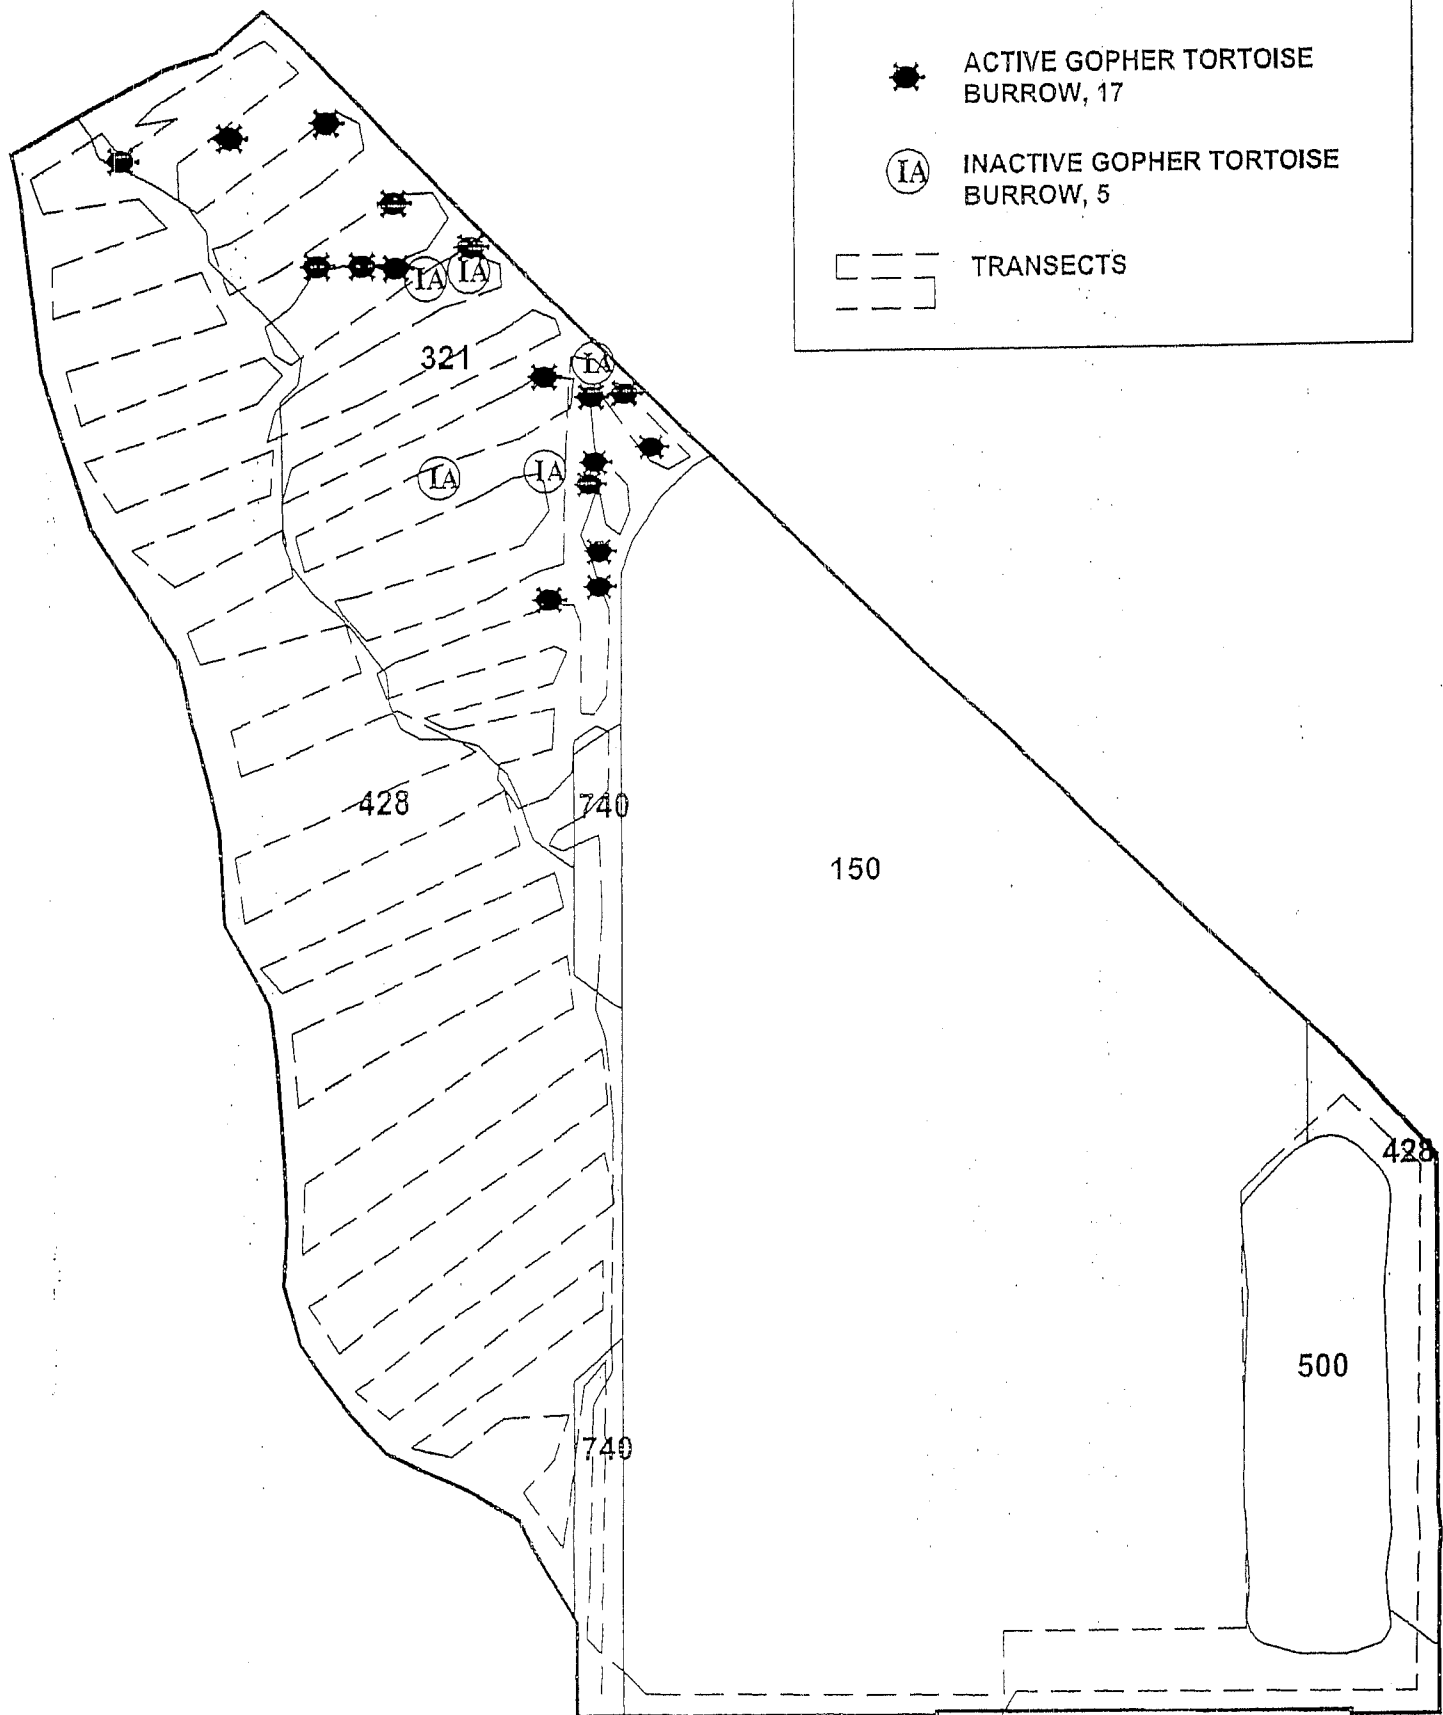 ACTIVE GOPHER TORTOISE
BURROW, 17
IA
INACTIVE GOPHER TORTOISE
BURROW, 5
TRANSECTS
IA
IA
321
IA
IA
IA
428
740
150
428
500
740